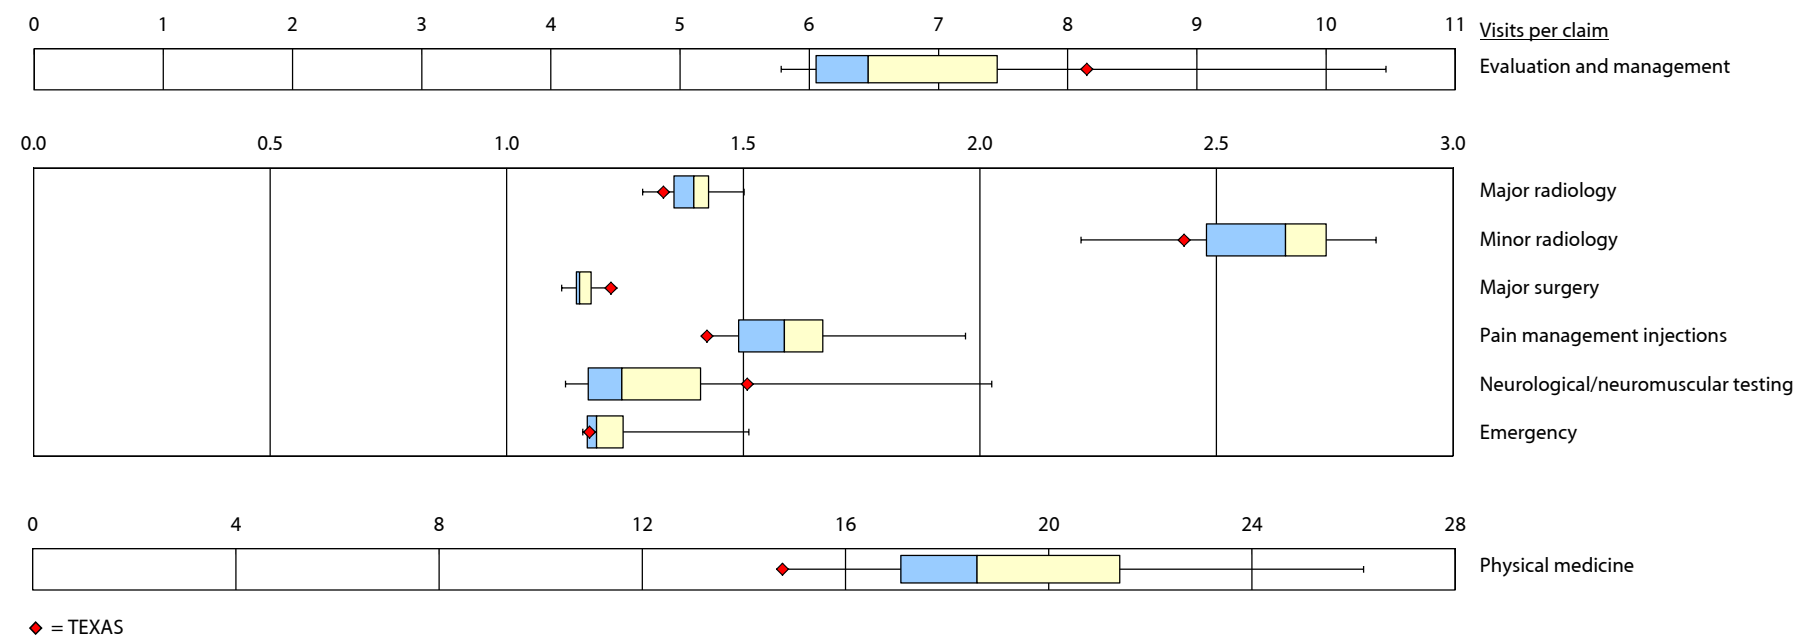 0 1 2 3 4 5 6 7 8 9 10 11
Visits per claim
Evaluation and management
0.0 0.5 1.0 1.5 2.0 2.5 3.0
Major radiology
Minor radiology
Major surgery
Pain management injections
Neurological/neuromuscular testing
Emergency
0 4 8 12 16 20 24 28
Physical medicine
= TEXAS